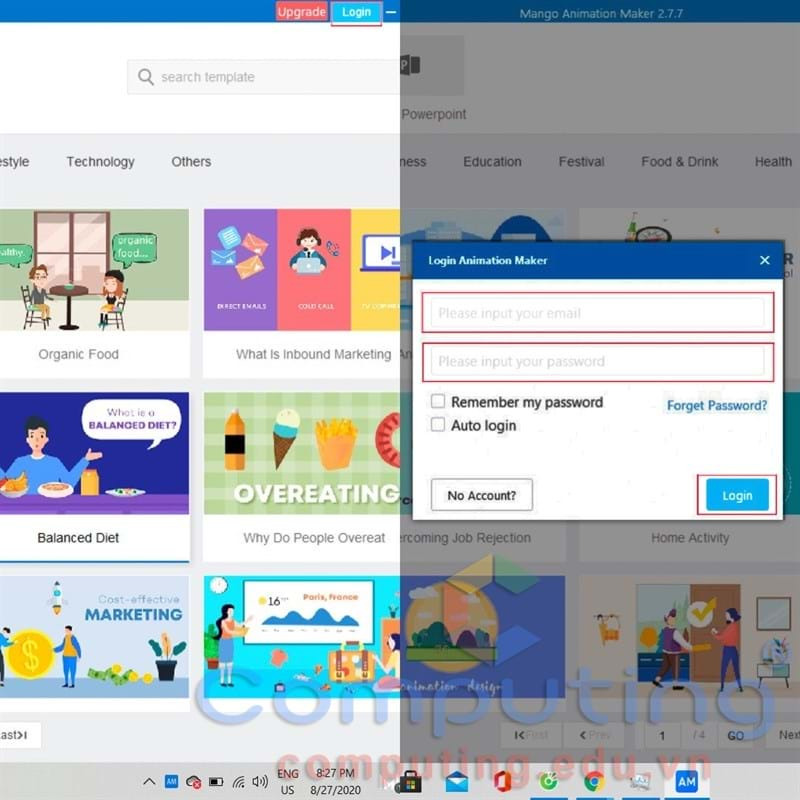 Upgrade
Login
Mango Animation Maker 2.7.7
search template
Powerpoint
estyle
Technology
Others
ness
Education
Festival
Food & Drink
Health
althy.
organic
food...
DIRECT EMAILS
COLD CALL
Organic Food
What Is Inbound Marketing
Login Animation Maker
Please input your email
Please input your password
Remember my password
Forget Password?
Auto login
No Account?
Login
What is a
BALANCED DIET?
OVEREATING
Balanced Diet
Why Do People Overeat
ercoming Job Rejection
Home Activity
Cost-effective
MARKETING
16
Paris, France
animation design
Computing
computing.edu.vn
Last
First
Prev
1
/ 4
GO
Next
AM
ENG
US
8:27 PM
8/27/2020
AM